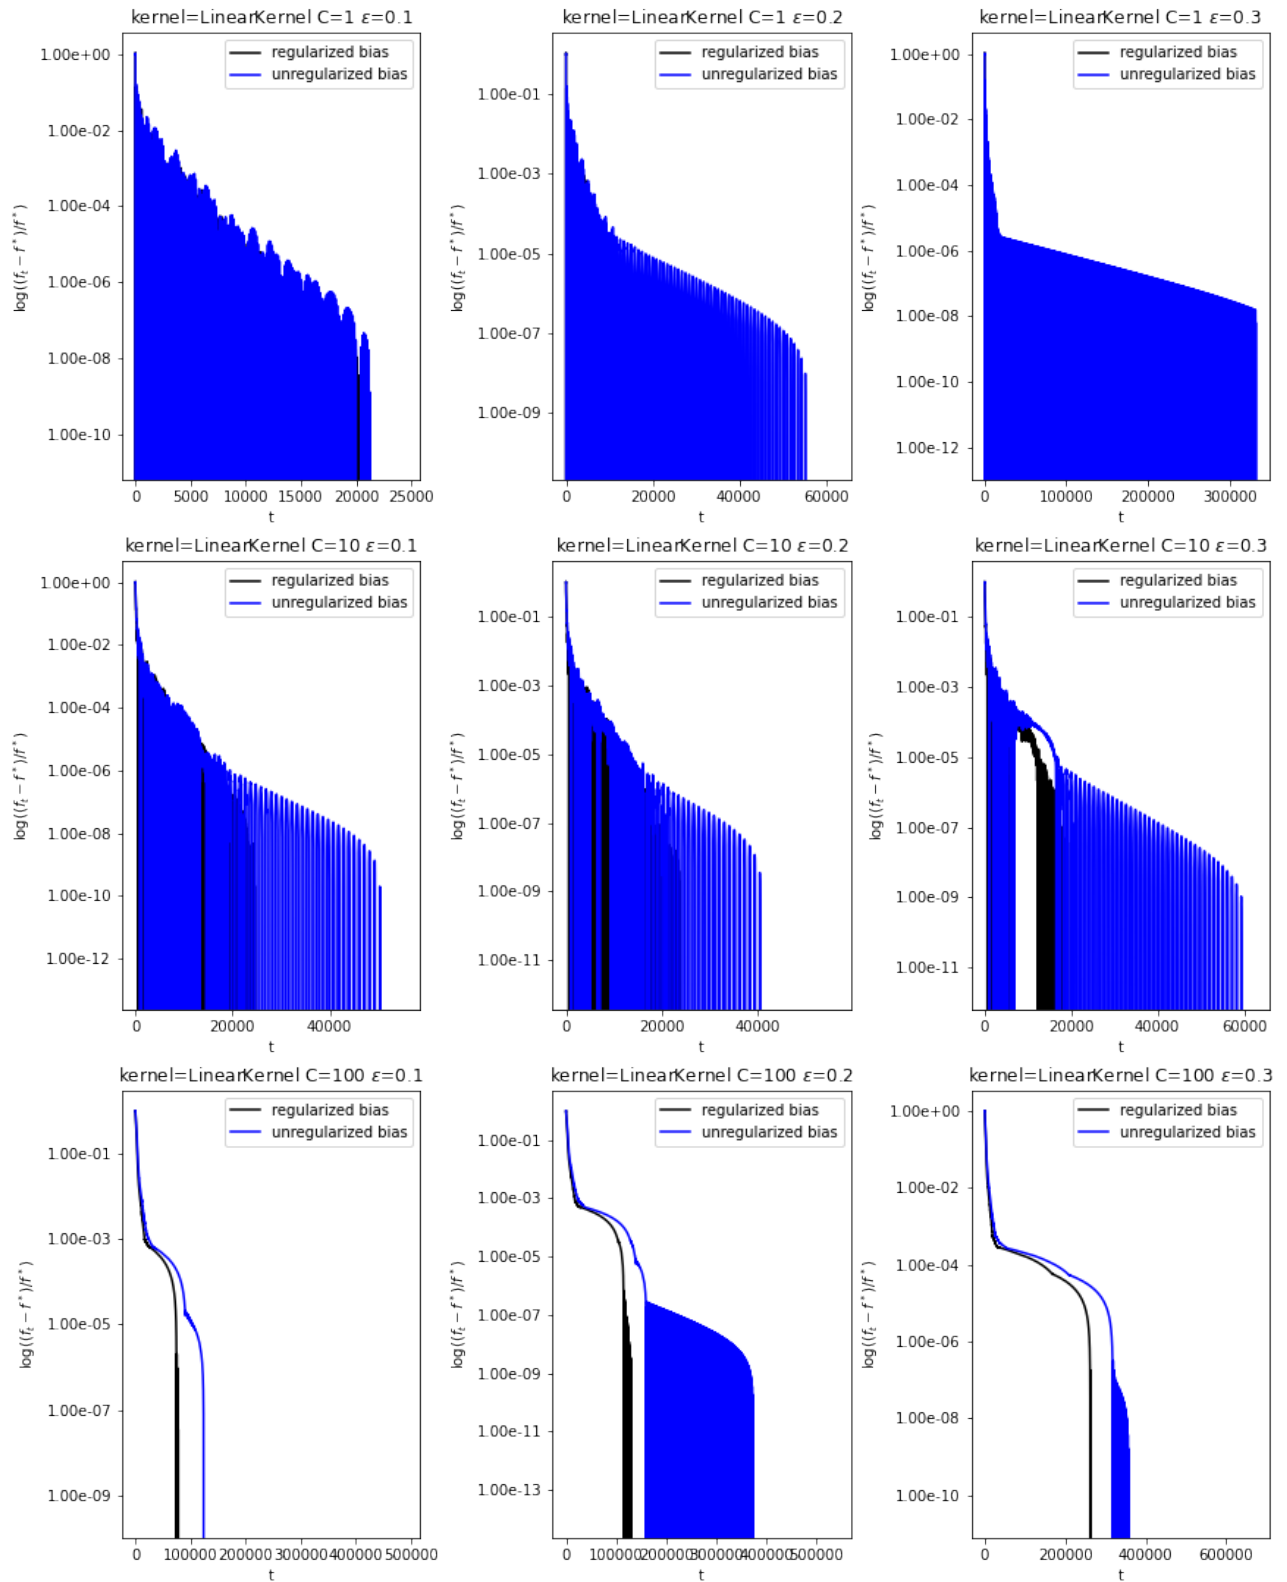 kernel=LinearKernel C=1 ε=0.1
1.00e+00
1.00e-02
1.00e-04
1.00e-06
1.00e-08
1.00e-10
log((f_t − f*)/f*)
regularized bias
unregularized bias
0 5000 10000 15000 20000 25000
t
kernel=LinearKernel C=1 ε=0.2
1.00e-01
1.00e-03
1.00e-05
1.00e-07
1.00e-09
log((f_t − f*)/f*)
regularized bias
unregularized bias
0 20000 40000 60000
t
kernel=LinearKernel C=1 ε=0.3
1.00e+00
1.00e-02
1.00e-04
1.00e-06
1.00e-08
1.00e-10
1.00e-12
log((f_t − f*)/f*)
regularized bias
unregularized bias
0 100000 200000 300000
t
kernel=LinearKernel C=10 ε=0.1
1.00e+00
1.00e-02
1.00e-04
1.00e-06
1.00e-08
1.00e-10
1.00e-12
log((f_t − f*)/f*)
regularized bias
unregularized bias
0 20000 40000
t
kernel=LinearKernel C=10 ε=0.2
1.00e-01
1.00e-03
1.00e-05
1.00e-07
1.00e-09
1.00e-11
log((f_t − f*)/f*)
regularized bias
unregularized bias
0 20000 40000
t
kernel=LinearKernel C=10 ε=0.3
1.00e-01
1.00e-03
1.00e-05
1.00e-07
1.00e-09
1.00e-11
log((f_t − f*)/f*)
regularized bias
unregularized bias
0 20000 40000 60000
t
kernel=LinearKernel C=100 ε=0.1
1.00e-01
1.00e-03
1.00e-05
1.00e-07
1.00e-09
log((f_t − f*)/f*)
regularized bias
unregularized bias
0 100000 200000 300000 400000 500000
t
kernel=LinearKernel C=100 ε=0.2
1.00e-01
1.00e-03
1.00e-05
1.00e-07
1.00e-09
1.00e-11
1.00e-13
log((f_t − f*)/f*)
regularized bias
unregularized bias
0 100000 200000 300000 400000 500000
t
kernel=LinearKernel C=100 ε=0.3
1.00e+00
1.00e-02
1.00e-04
1.00e-06
1.00e-08
1.00e-10
log((f_t − f*)/f*)
regularized bias
unregularized bias
0 200000 400000 600000
t